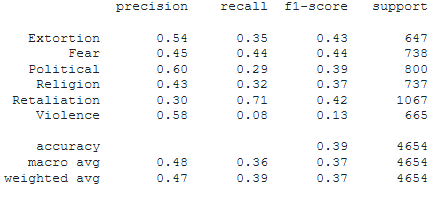 precision recall f1-score support
Extortion 0.54 0.35 0.43 647
Fear 0.45 0.44 0.44 738
Political 0.60 0.29 0.39 800
Religion 0.43 0.32 0.37 737
Retaliation 0.30 0.71 0.42 1067
Violence 0.58 0.08 0.13 665
accuracy 0.39 4654
macro avg 0.48 0.36 0.37 4654
weighted avg 0.47 0.39 0.37 4654